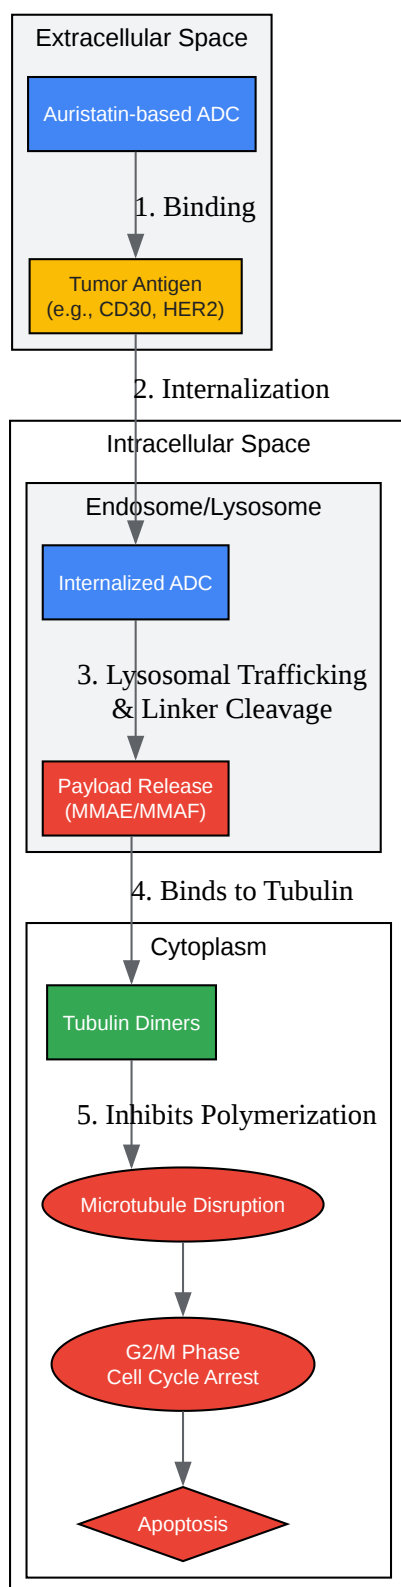 Extracellular Space
Auristatin-based ADC
1. Binding
Tumor Antigen
(e.g., CD30, HER2)
2. Internalization
Intracellular Space
Endosome/Lysosome
Internalized ADC
3. Lysosomal Trafficking
& Linker Cleavage
Payload Release
(MMAE/MMAF)
4. Binds to Tubulin
Cytoplasm
Tubulin Dimers
5. Inhibits Polymerization
Microtubule Disruption
G2/M Phase
Cell Cycle Arrest
Apoptosis